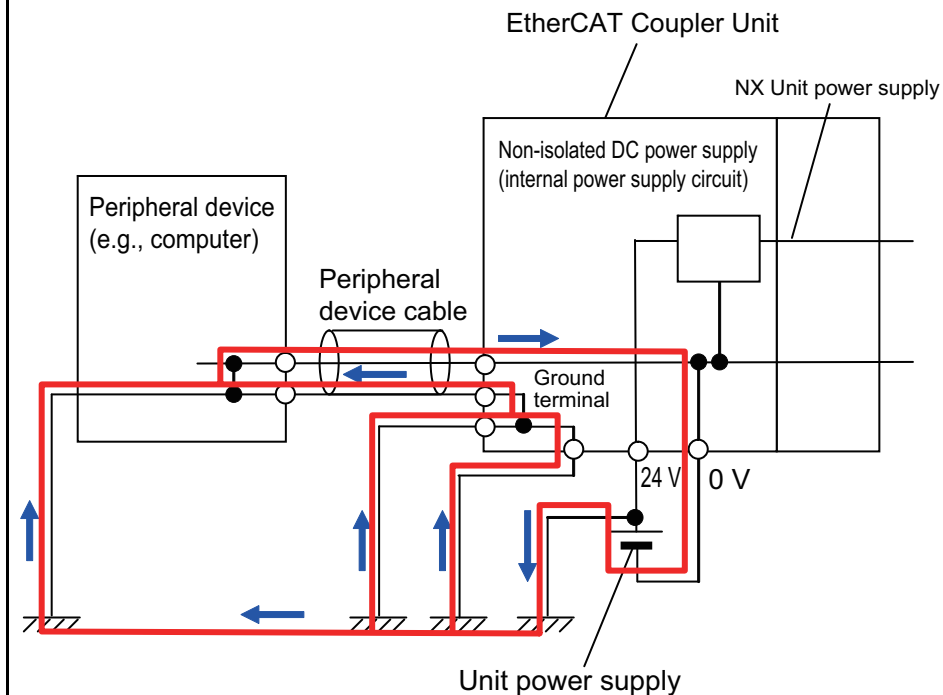 EtherCAT Coupler Unit
NX Unit power supply
Non-isolated DC power supply
(internal power supply circuit)
Peripheral device
(e.g., computer)
Peripheral
device cable
Ground
terminal
24 V
0 V
Unit power supply